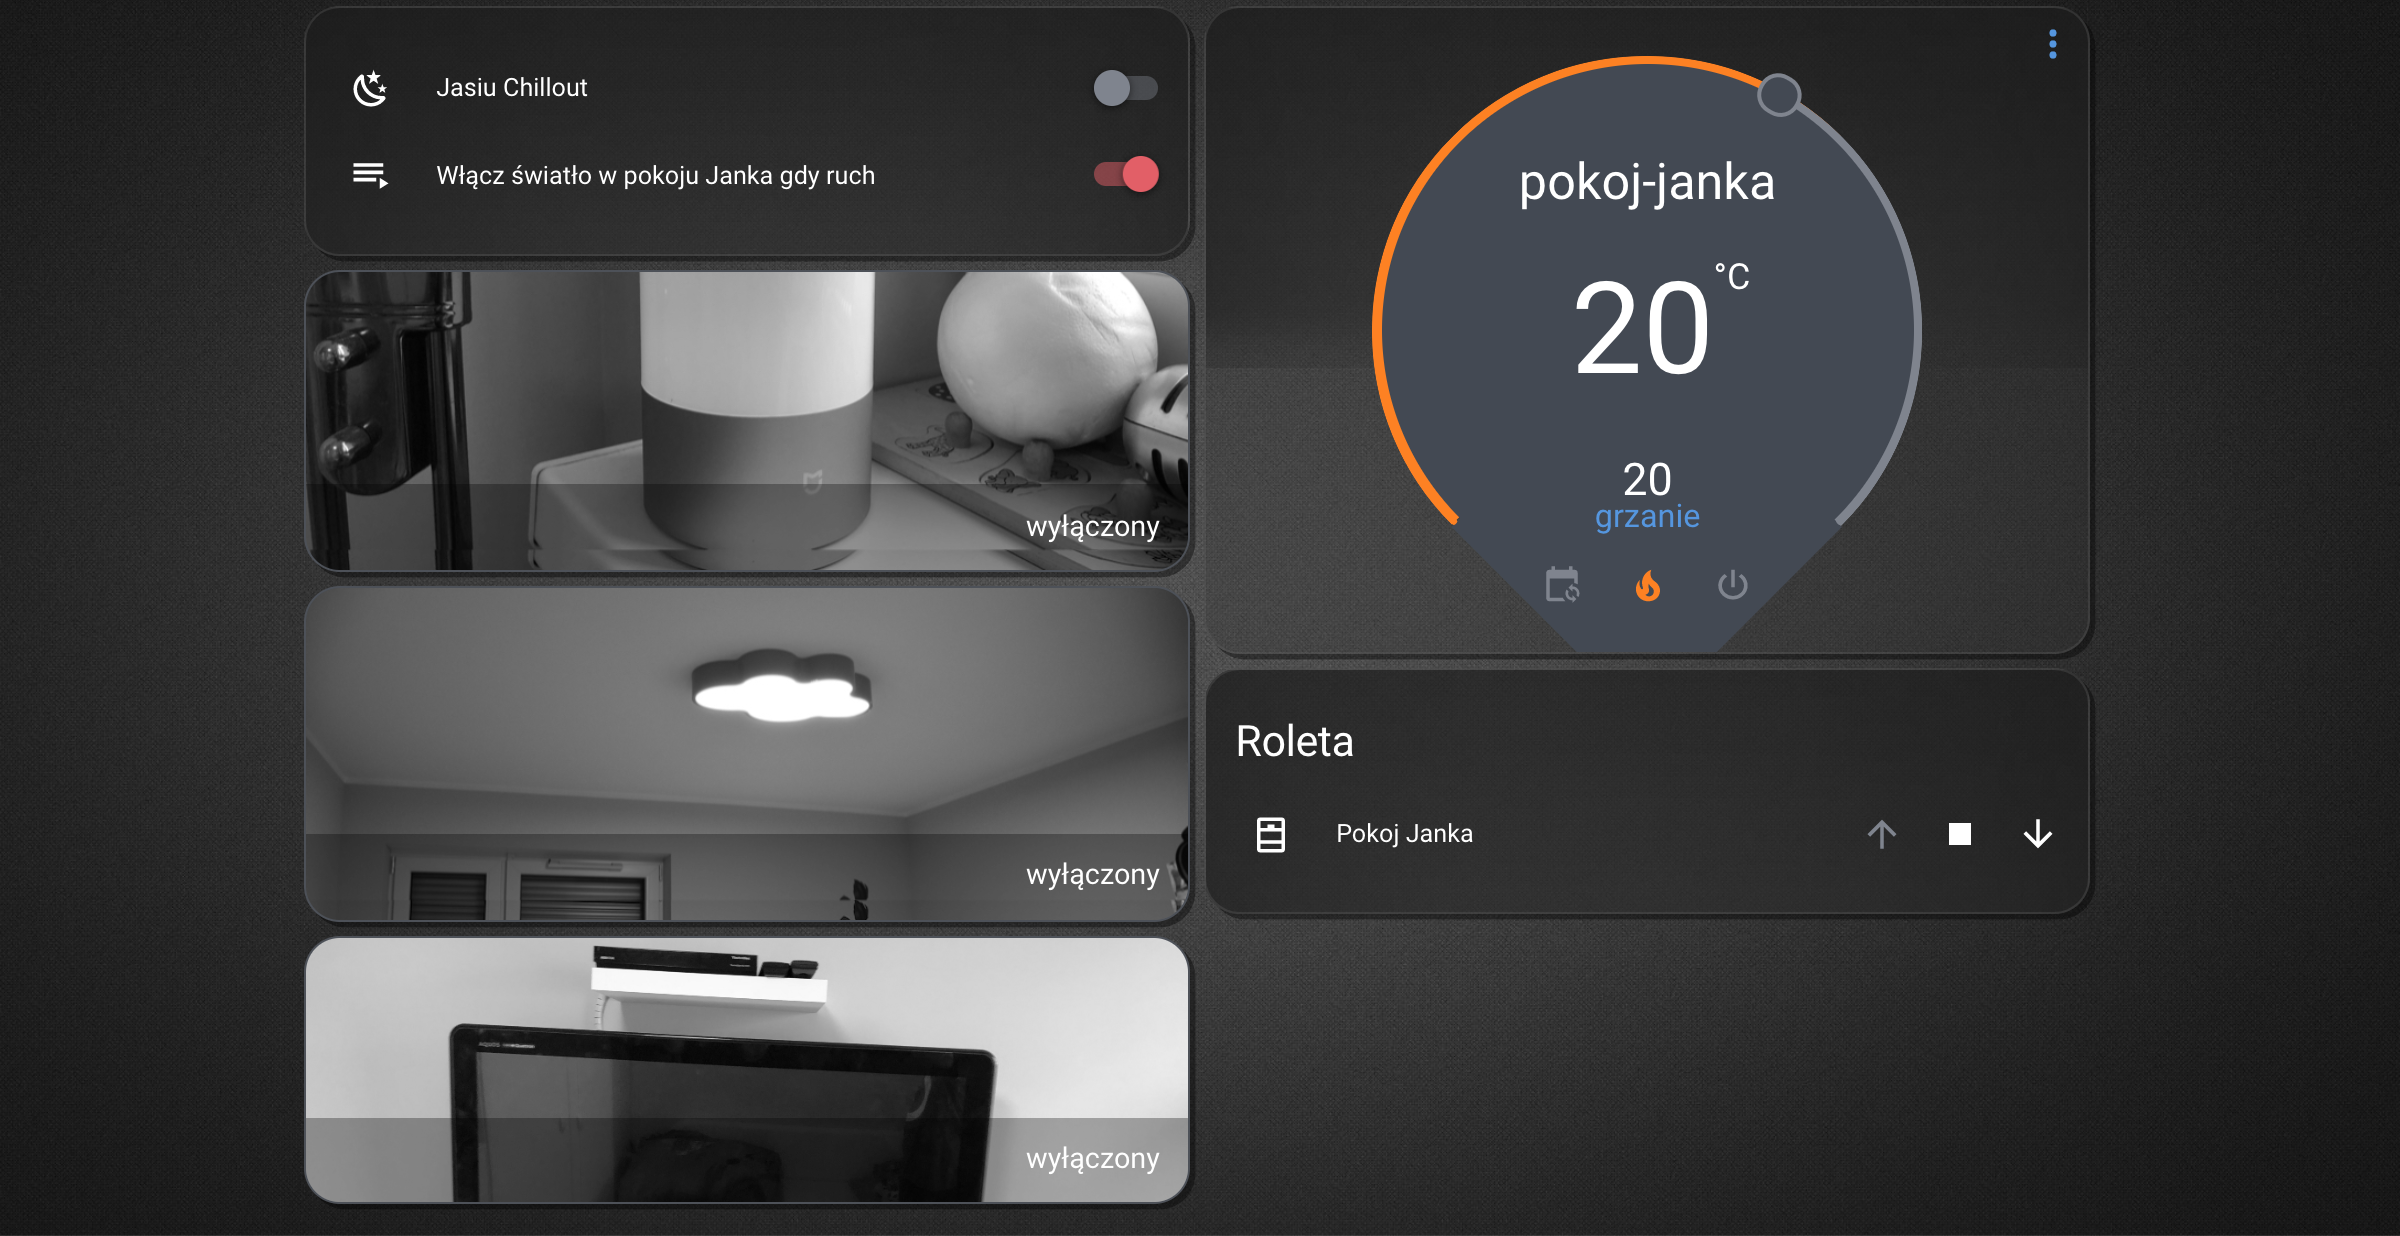 Jasiu Chillout
Włącz światło w pokoju Janka gdy ruch
wyłączony
wyłączony
wyłączony
pokoj-janka
20 °C
20
grzanie
Roleta
Pokoj Janka